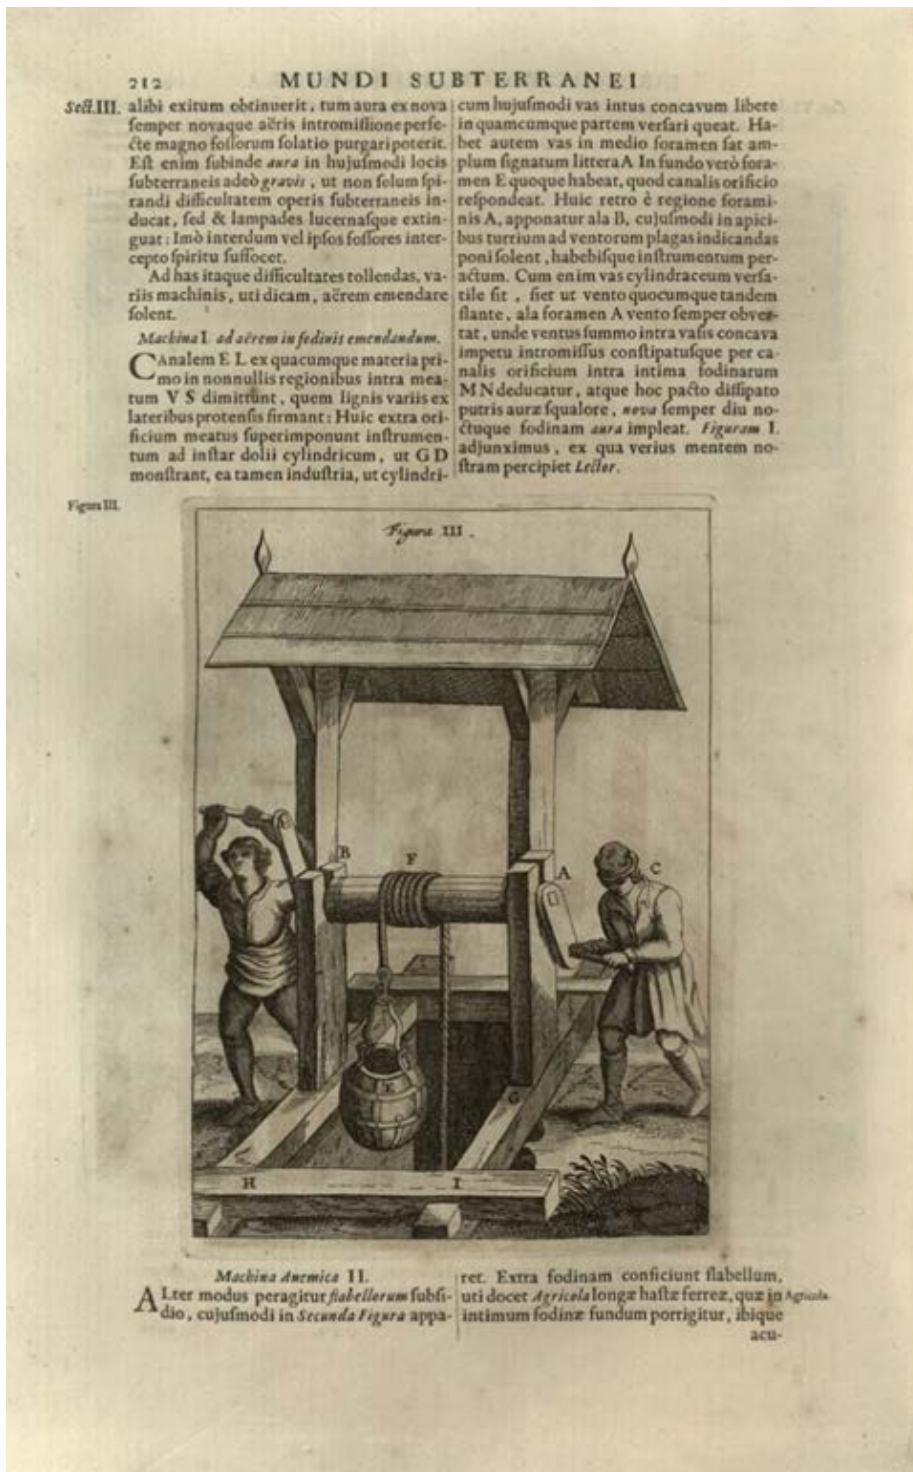 212 MUNDI SUBTERRANEI
Sect.III.
alibi exitum obtinuerit, tum aura ex nova
semper novaque aëris intromissione perfe-
cte magno fossorum solatio purgari poterit.
Est enim subinde aura in hujusmodi locis
subterraneis adeò gravis, ut non solum spi-
randi difficultatem operis subterraneis in-
ducat, sed & lampades lucernasque extin-
guat: Imò interdum vel ipsos fossores inter-
cepto spiritu suffocet.
Ad has itaque difficultates tollendas, va-
riis machinis, uti dicam, aërem emendare
solent.
Machina I. ad aërem in fodinis emendandum.
CAnalem E L ex quacumque materia pri-
mo in nonnullis regionibus intra mea-
tum V S dimittunt, quem lignis variis ex
lateribus protensis firmant: Huic extra ori-
ficium meatus superimponunt instrumen-
tum ad instar dolii cylindricum, ut G D
monstrant, ea tamen industria, ut cylindri-
cum hujusmodi vas intus concavum libere
in quamcumque partem versari queat. Ha-
bet autem vas in medio foramen sat am-
plum signatum littera A In fundo verò fora-
men E quoque habeat, quod canalis orificio
respondeat. Huic retro è regione forami-
nis A, apponatur ala B, cujusmodi in apici-
bus turrium ad ventorum plagas indicandas
poni solent, habebisque instrumentum per-
actum. Cum enim vas cylindraceum versa-
tile sit, fiet ut vento quocumque tandem
flante, ala foramen A vento semper obver-
tat, unde ventus summo intra vasis concava
impetu intromissus constipatusque per ca-
nalis orificium intra intima fodinarum
M N deducatur, atque hoc pacto dissipato
putris auræ squalore, nova semper diu no-
ctuque fodinam aura impleat. Figuram I.
adjunximus, ex qua verius mentem no-
stram percipiet Lector.
Figura III.
Figura III.
B
F
A
C
E
G
H
I
Machina Anemica II.
ALter modus peragitur flabellorum subsi-
dio, cujusmodi in Secunda Figura appa-
ret. Extra fodinam conficiunt flabellum,
uti docet Agricola longæ hastæ ferreæ, quæ in
intimum fodinæ fundum porrigitur, ibique
acu-
Agricola.